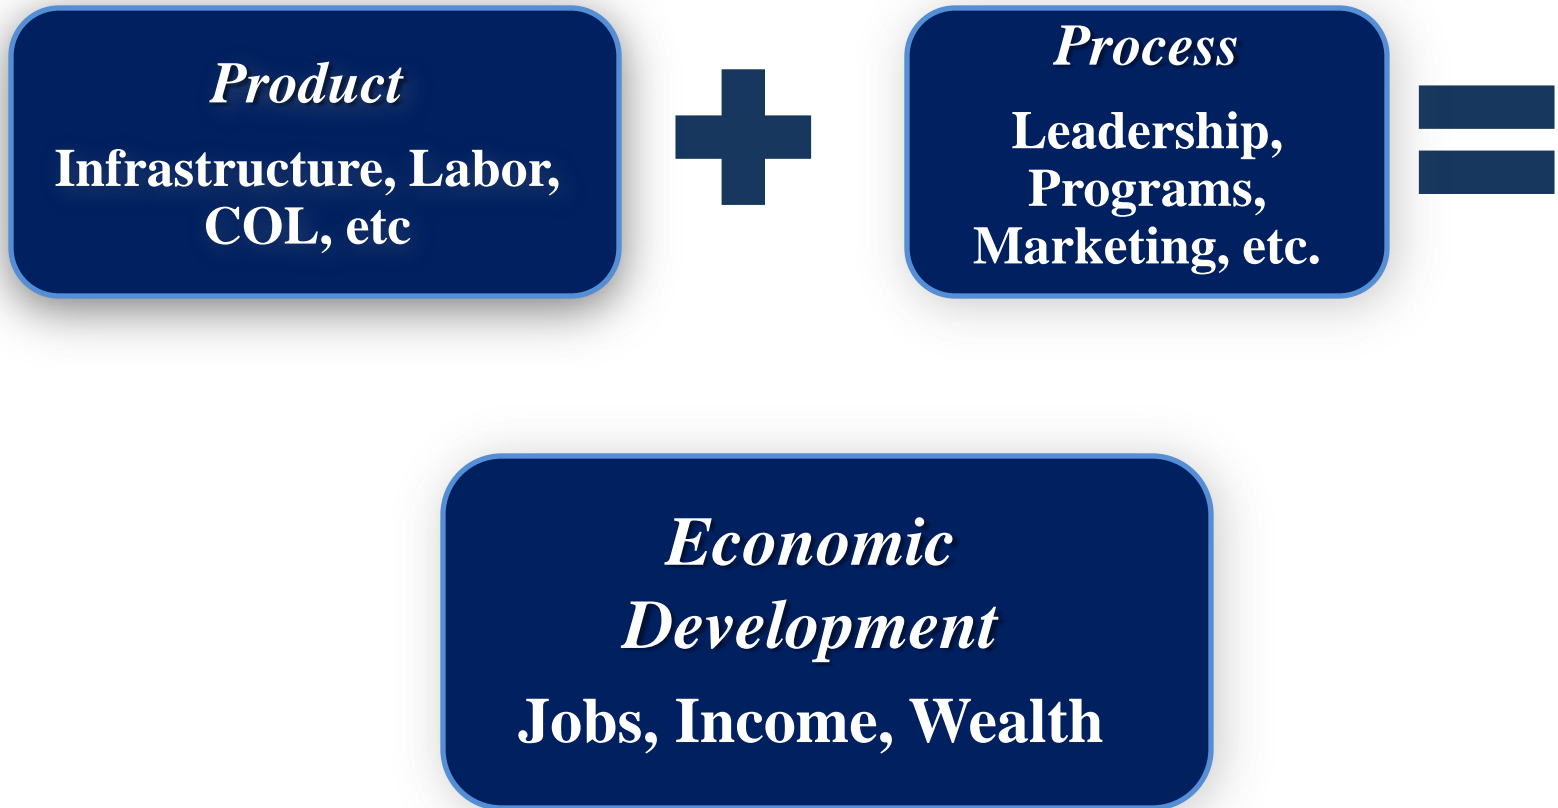 Product
Infrastructure, Labor,
COL, etc
Process
Leadership,
Programs,
Marketing, etc.
Economic
Development
Jobs, Income, Wealth